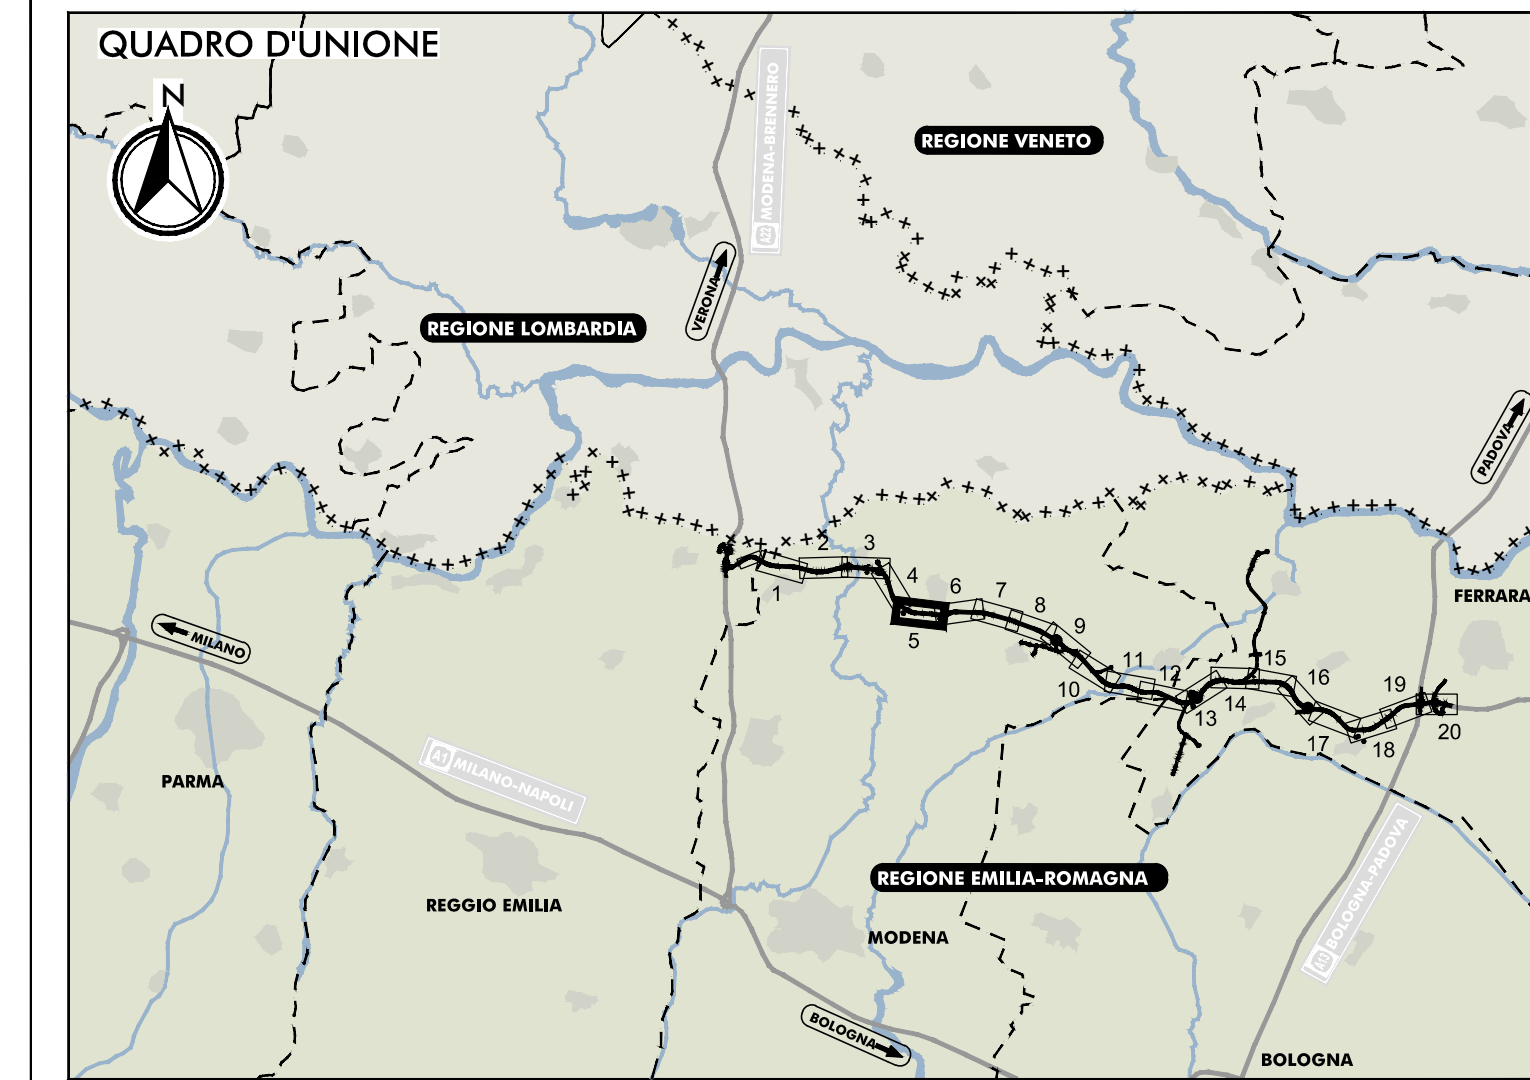 QUADRO D'UNIONE
N
A22 MODENA-BRENNERO
REGIONE VENETO
VERONA
REGIONE LOMBARDIA
PADOVA
1
2
3
4
5
6
7
8
9
10
11
12
13
14
15
16
17
18
19
20
FERRARA
MILANO
PARMA
A1 MILANO-NAPOLI
REGGIO EMILIA
REGIONE EMILIA-ROMAGNA
MODENA
A13 BOLOGNA-PADOVA
BOLOGNA
BOLOGNA